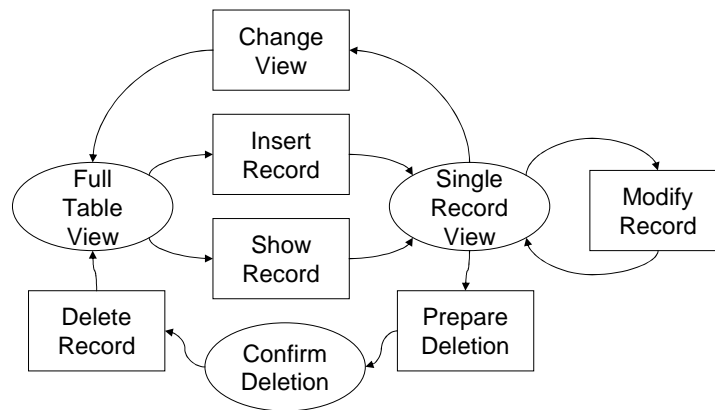 Change
View
Insert
Record
Full
Table
View
Single
Record
View
Modify
Record
Show
Record
Delete
Record
Confirm
Deletion
Prepare
Deletion